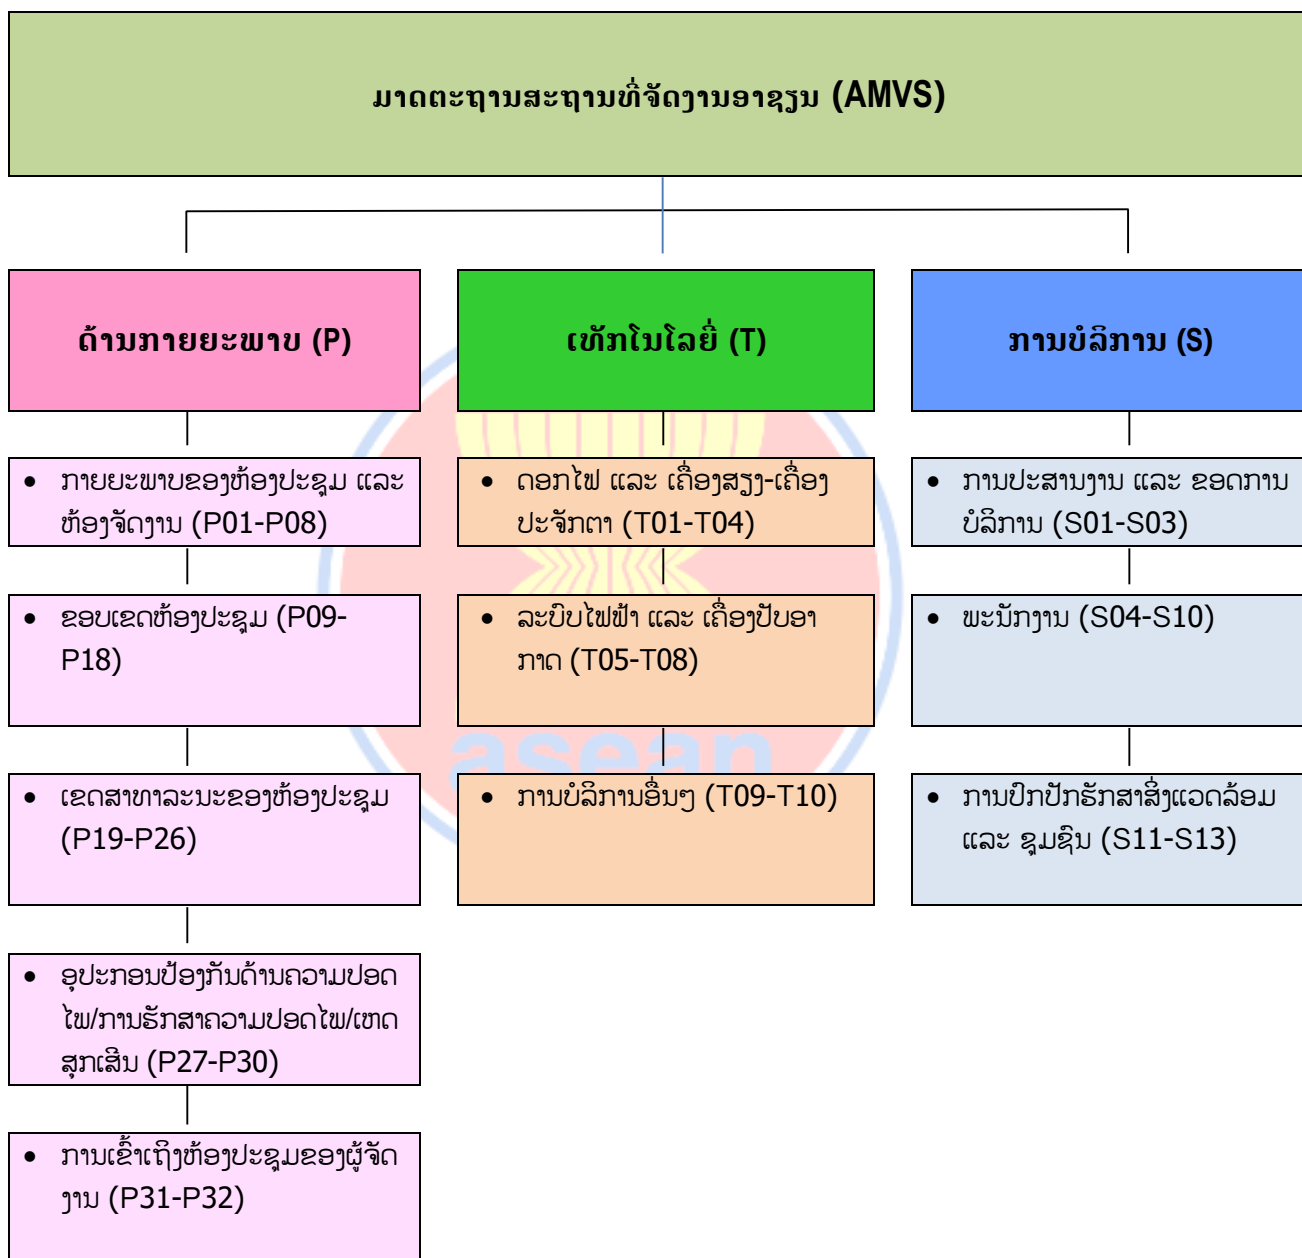 ມາດຕະຖານສະຖານທີ່ຈັດງານອາຊຽນ (AMVS)
ດ້ານກາຍຍະພາບ (P)
ເທັກໂນໂລຍີ່ (T)
ການບໍລິການ (S)
• ກາຍຍະພາບຂອງຫ້ອງປະຊຸມ ແລະ
ຫ້ອງຈັດງານ (P01-P08)
• ຂອບເຂດຫ້ອງປະຊຸມ (P09-
P18)
• ເຂດສາທາລະນະຂອງຫ້ອງປະຊຸມ
(P19-P26)
• ອຸປະກອນປ້ອງກັນດ້ານຄວາມປອດ
ໄພ/ການຮັກສາຄວາມປອດໄພ/ເຫດ
ສຸກເສີນ (P27-P30)
• ການເຂົ້າເຖິງຫ້ອງປະຊຸມຂອງຜູ້ຈັດ
ງານ (P31-P32)
• ດອກໄຟ ແລະ ເຄື່ອງສຽງ-ເຄື່ອງ
ປະຈັກຕາ (T01-T04)
• ລະບົບໄຟຟ້າ ແລະ ເຄື່ອງປັບອາ
ກາດ (T05-T08)
• ການບໍລິການອື່ນໆ (T09-T10)
• ການປະສານງານ ແລະ ຂອດການ
ບໍລິການ (S01-S03)
• ພະນັກງານ (S04-S10)
• ການປົກປັກຮັກສາສິ່ງແວດລ້ອມ
ແລະ ຊຸມຊົນ (S11-S13)
asean